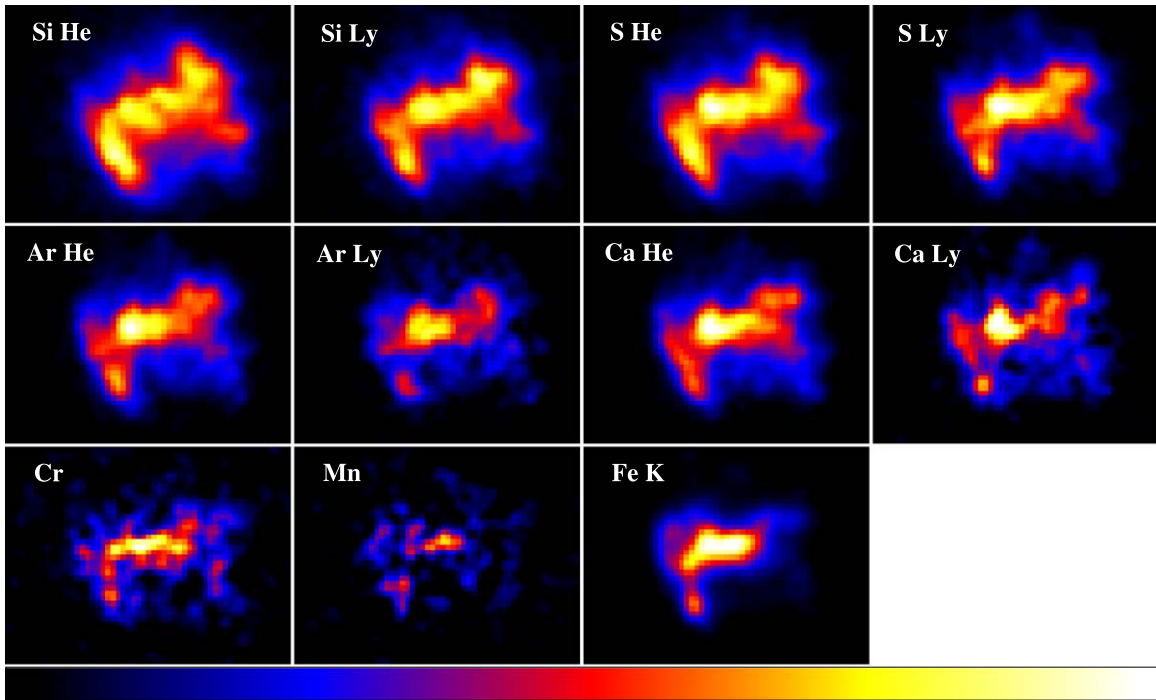 Si He
Si Ly
S He
S Ly
Ar He
Ar Ly
Ca He
Ca Ly
Cr
Mn
Fe K